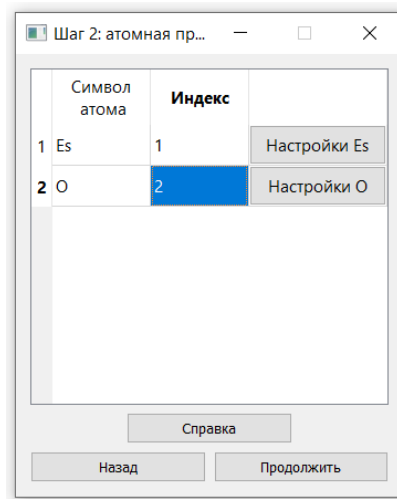 Шаг 2: атомная пр...
Символ
атома
Индекс
1 Es 1 Настройки Es
2 O 2 Настройки O
Справка
Назад Продолжить